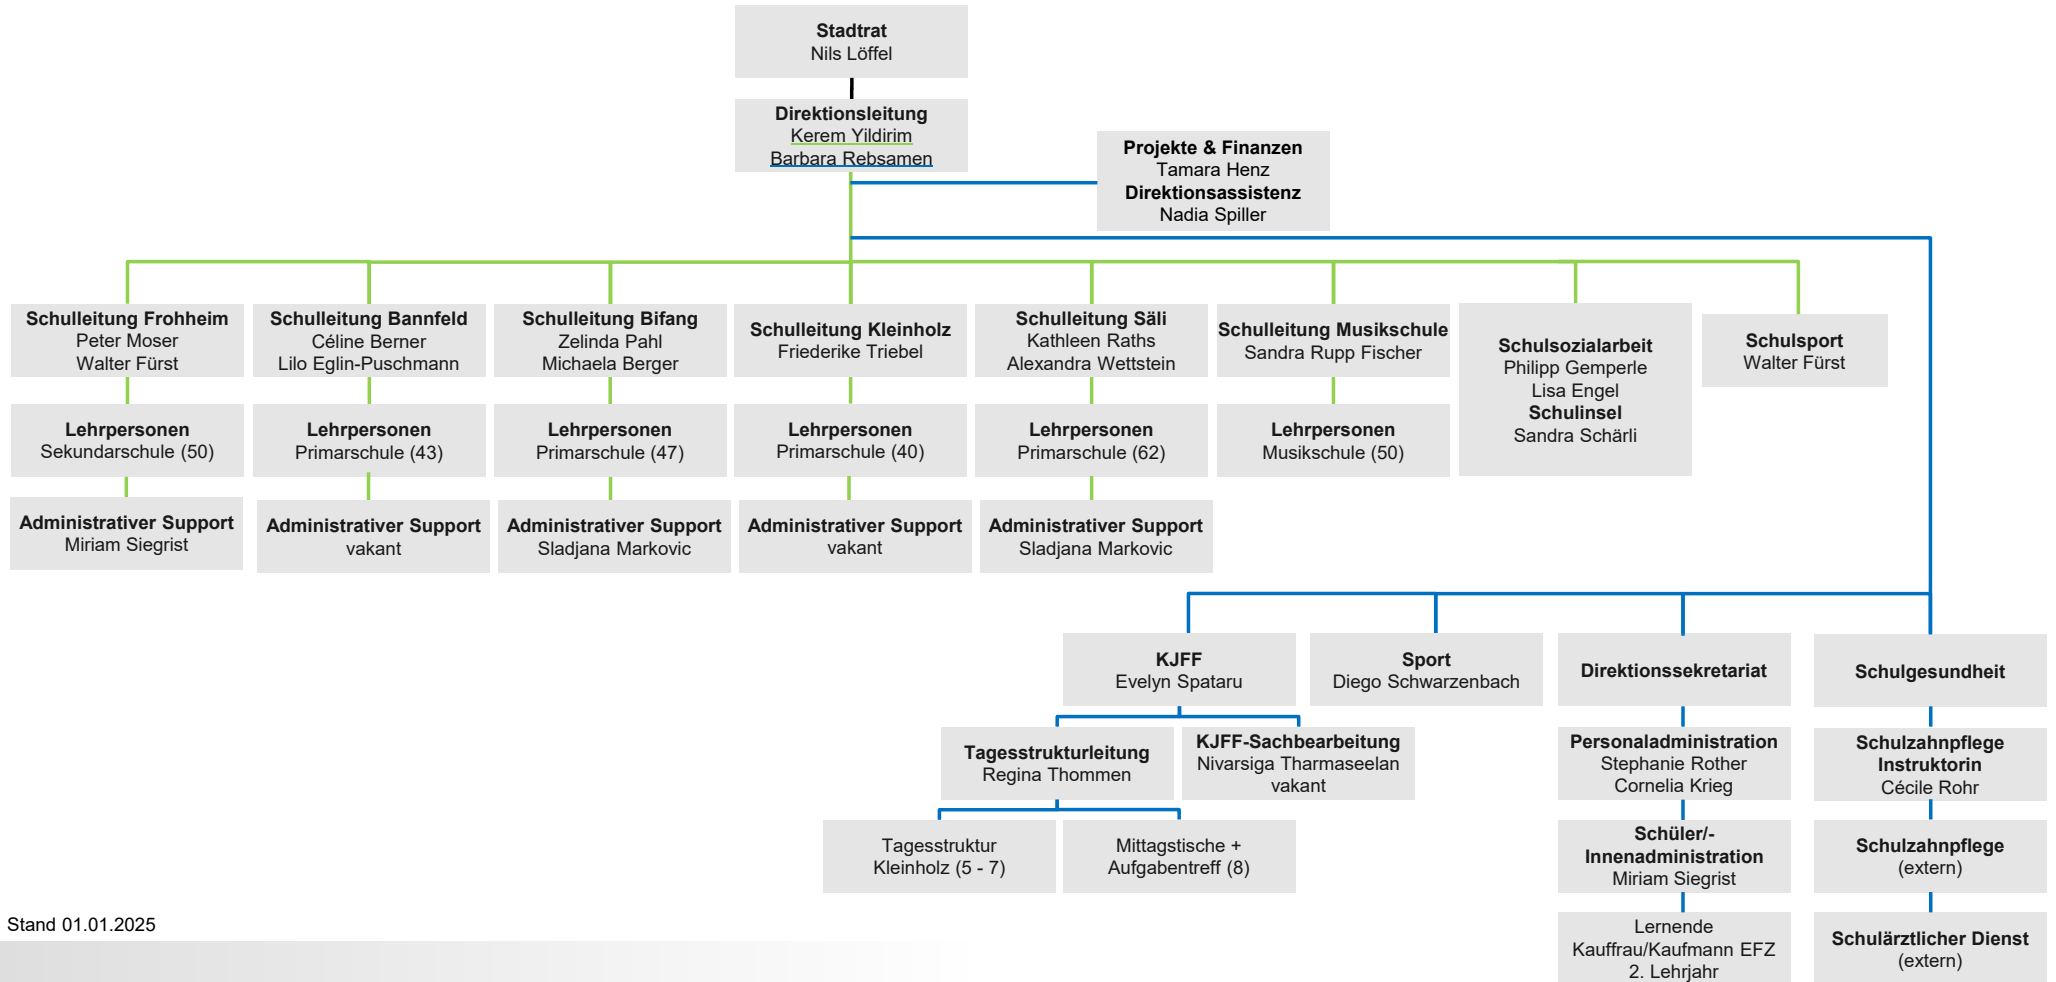 Stadtrat
Nils Löffel
Direktionsleitung
Kerem Yildirim
Barbara Rebsamen
Projekte & Finanzen
Tamara Henz
Direktionsassistenz
Nadia Spiller
Schulleitung Frohheim
Peter Moser
Walter Fürst
Schulleitung Bannfeld
Céline Berner
Lilo Eglin-Puschmann
Schulleitung Bifang
Zelinda Pahl
Michaela Berger
Schulleitung Kleinholz
Friederike Triebel
Schulleitung Säli
Kathleen Raths
Alexandra Wettstein
Schulleitung Musikschule
Sandra Rupp Fischer
Schulsozialarbeit
Philipp Gemperle
Lisa Engel
Schulinsel
Sandra Schärli
Schulsport
Walter Fürst
Lehrpersonen
Sekundarschule (50)
Lehrpersonen
Primarschule (43)
Lehrpersonen
Primarschule (47)
Lehrpersonen
Primarschule (40)
Lehrpersonen
Primarschule (62)
Lehrpersonen
Musikschule (50)
Administrativer Support
Miriam Siegrist
Administrativer Support
vakant
Administrativer Support
Sladjana Markovic
Administrativer Support
vakant
Administrativer Support
Sladjana Markovic
KJFF
Evelyn Spataru
Sport
Diego Schwarzenbach
Direktionssekretariat
Schulgesundheit
Tagesstrukturleitung
Regina Thommen
KJFF-Sachbearbeitung
Nivarsiga Tharmaseelan
vakant
Personaladministration
Stephanie Rother
Cornelia Krieg
Schulzahnpflege
Instruktorin
Cécile Rohr
Tagesstruktur
Kleinholz (5 - 7)
Mittagstische +
Aufgabentreff (8)
Schüler/-
Innenadministration
Miriam Siegrist
Schulzahnpflege
(extern)
Lernende
Kauffrau/Kaufmann EFZ
2. Lehrjahr
Schulärztlicher Dienst
(extern)
Stand 01.01.2025